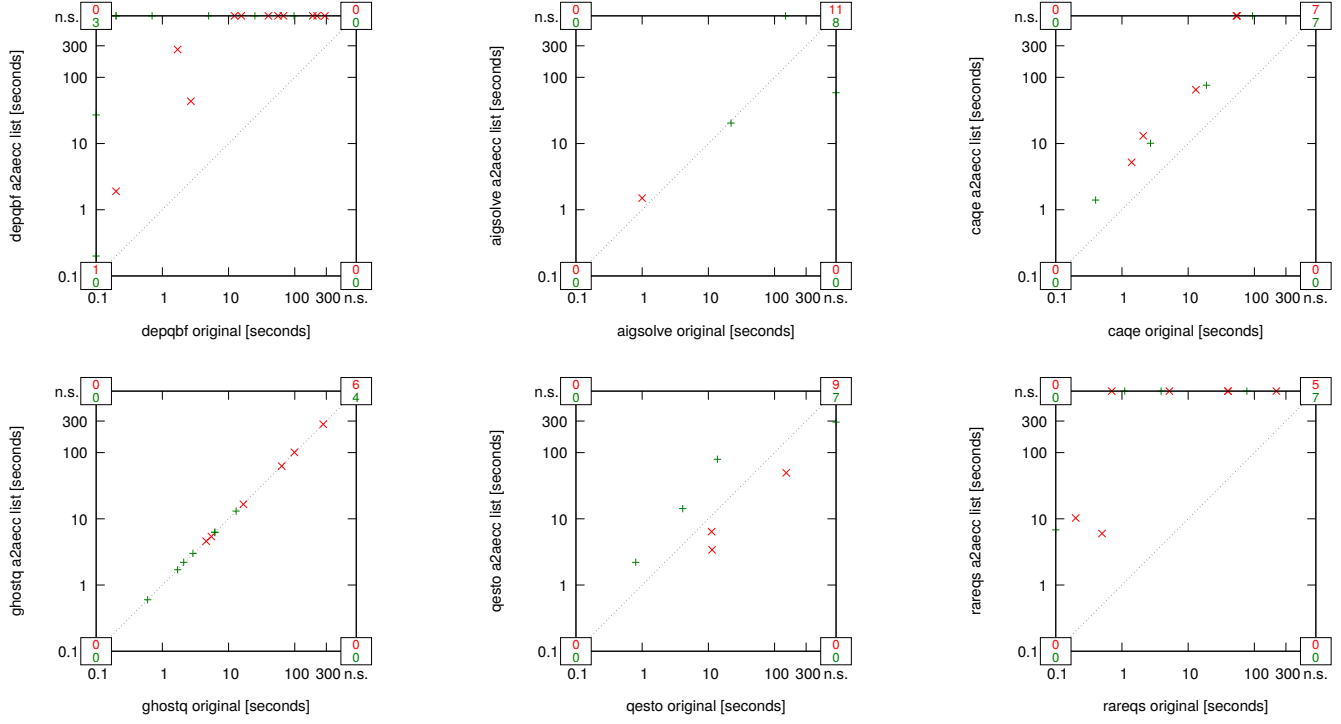 n.s. 0 3 0 0
300
100
10
1
0.1 1 0 0 0
0.1 1 10 100 300 n.s.
depqbf a2aecc list [seconds]
depqbf original [seconds]
n.s. 0 0 11 8
300
100
10
1
0.1 0 0 0 0
1 10 100 300 n.s.
aigsolve a2aecc list [seconds]
aigsolve original [seconds]
n.s. 0 0 7 7
300
100
10
1
0.1 0 0 0 0
0.1 1 10 100 300 n.s.
caqe a2aecc list [seconds]
caqe original [seconds]
n.s. 0 0 6 4
300
100
10
1
0.1 0 0 0 0
0.1 1 10 100 300 n.s.
ghostq a2aecc list [seconds]
ghostq original [seconds]
n.s. 0 0 9 7
300
100
10
1
0.1 0 0 0 0
1 10 100 300 n.s.
qesto a2aecc list [seconds]
qesto original [seconds]
n.s. 0 0 5 7
300
100
10
1
0.1 0 0 0 0
0.1 1 10 100 300 n.s.
rareqs a2aecc list [seconds]
rareqs original [seconds]